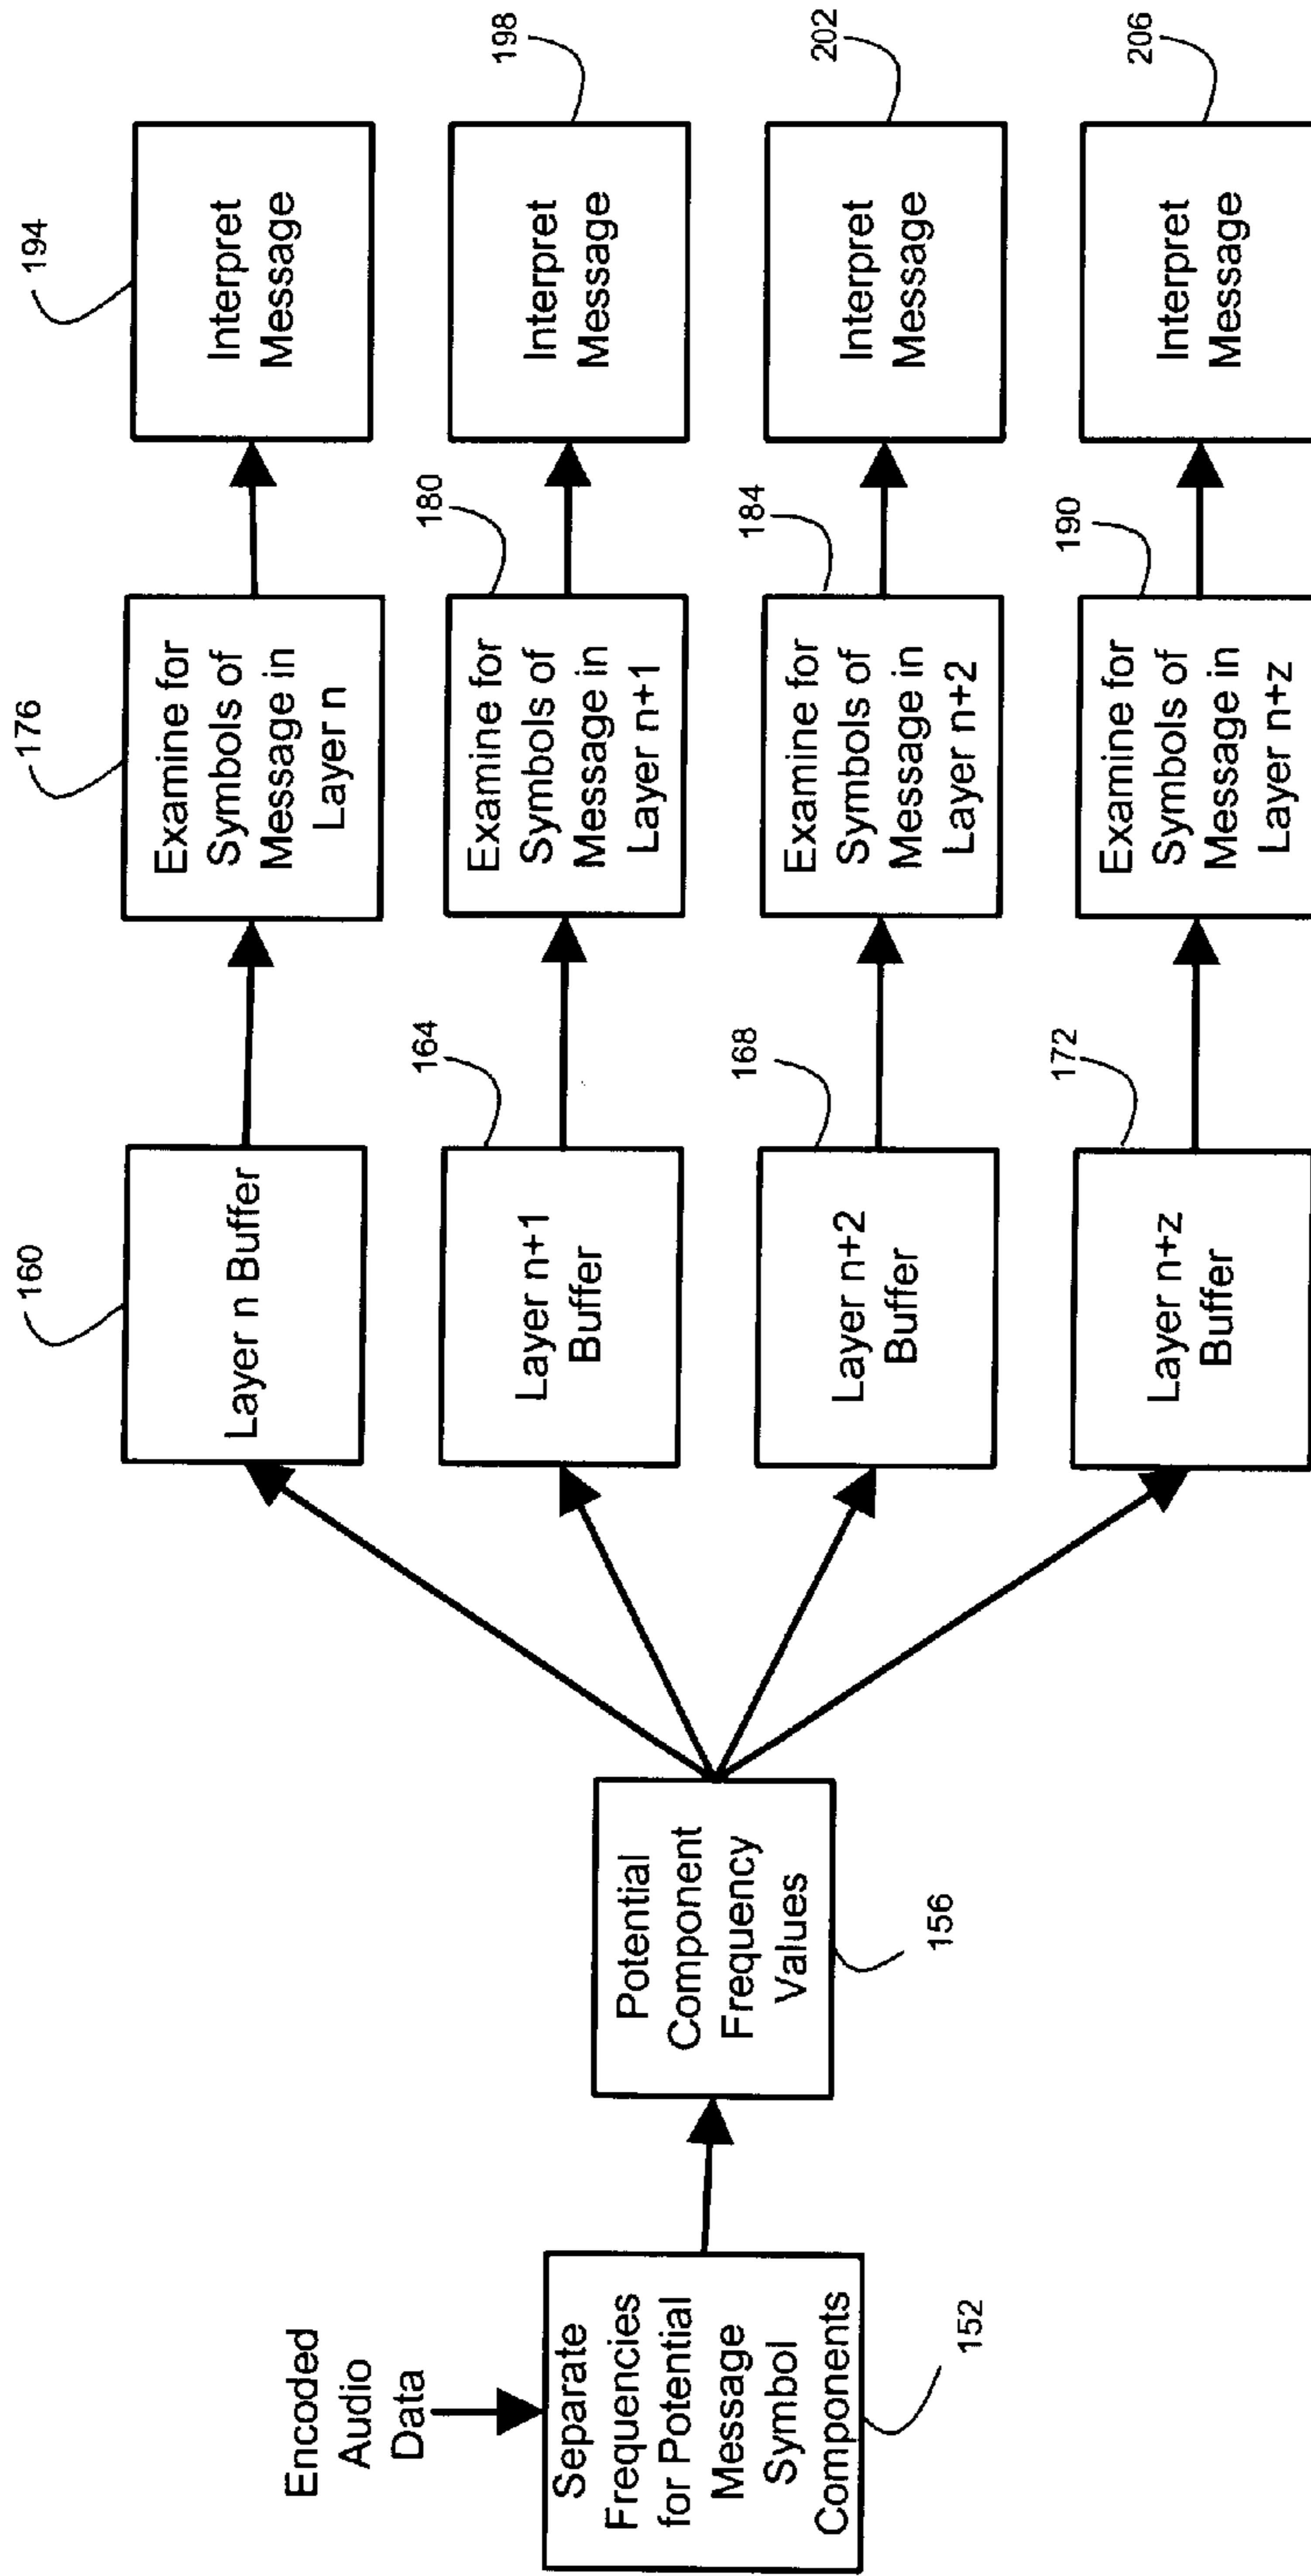 Encoded
Audio
Data
Separate
Frequencies
for Potential
Message
Symbol
Components
152
Potential
Component
Frequency
Values
156
160
Layer n Buffer
176
Examine for
Symbols of
Message in
Layer n
194
Interpret
Message
164
Layer n+1
Buffer
180
Examine for
Symbols of
Message in
Layer n+1
198
Interpret
Message
168
Layer n+2
Buffer
184
Examine for
Symbols of
Message in
Layer n+2
202
Interpret
Message
172
Layer n+z
Buffer
190
Examine for
Symbols of
Message in
Layer n+z
206
Interpret
Message